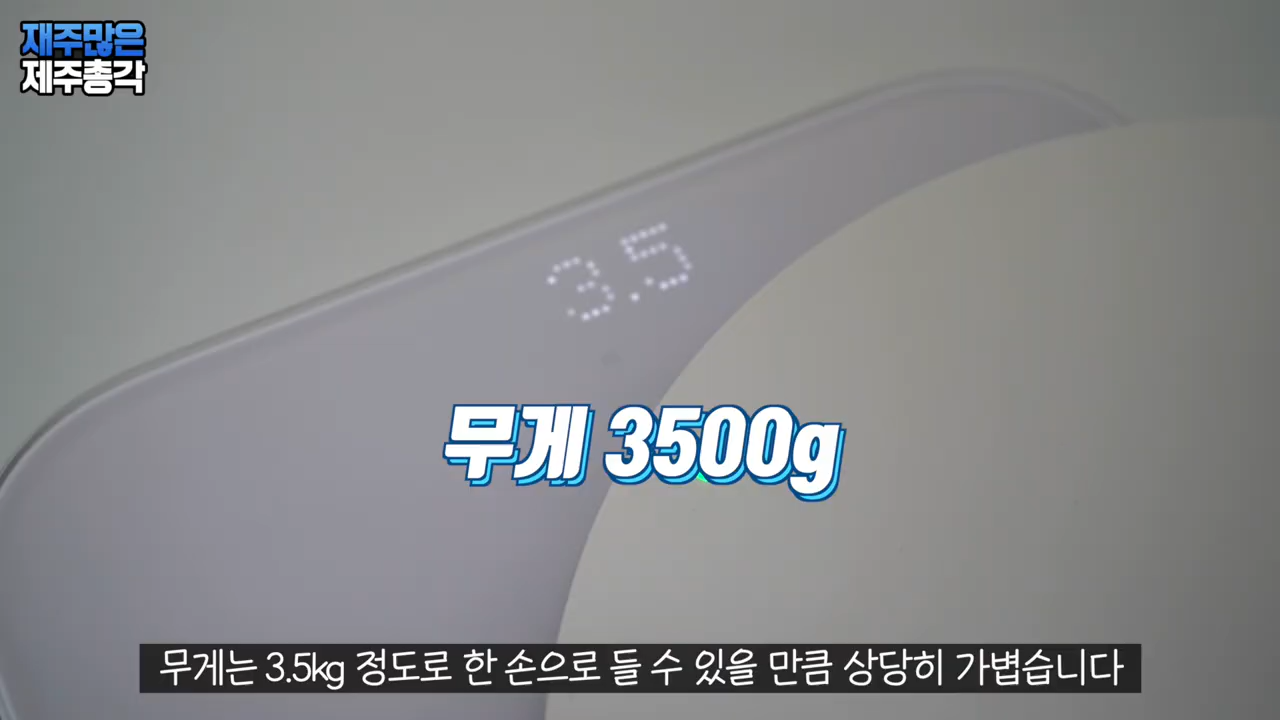 재주많은
제주총각
3.5
무게 3500g
무게는 3.5kg 정도로 한 손으로 들 수 있을 만큼 상당히 가볍습니다